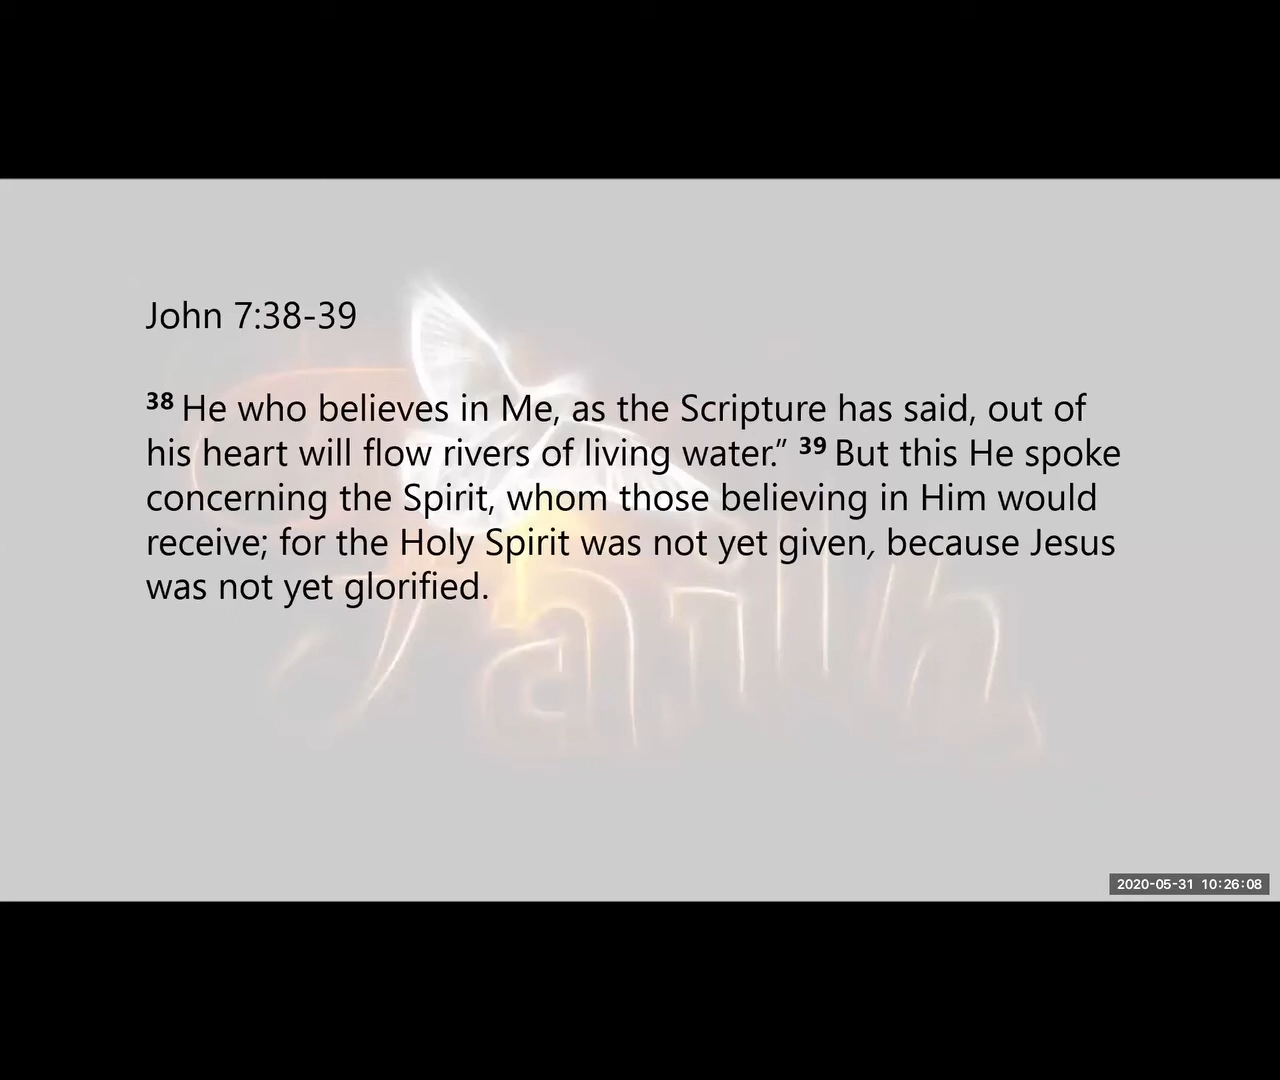 John 7:38-39
38 He who believes in Me, as the Scripture has said, out of
his heart will flow rivers of living water.” 39 But this He spoke
concerning the Spirit, whom those believing in Him would
receive; for the Holy Spirit was not yet given, because Jesus
was not yet glorified.
Faith
2020-05-31 10:26:08